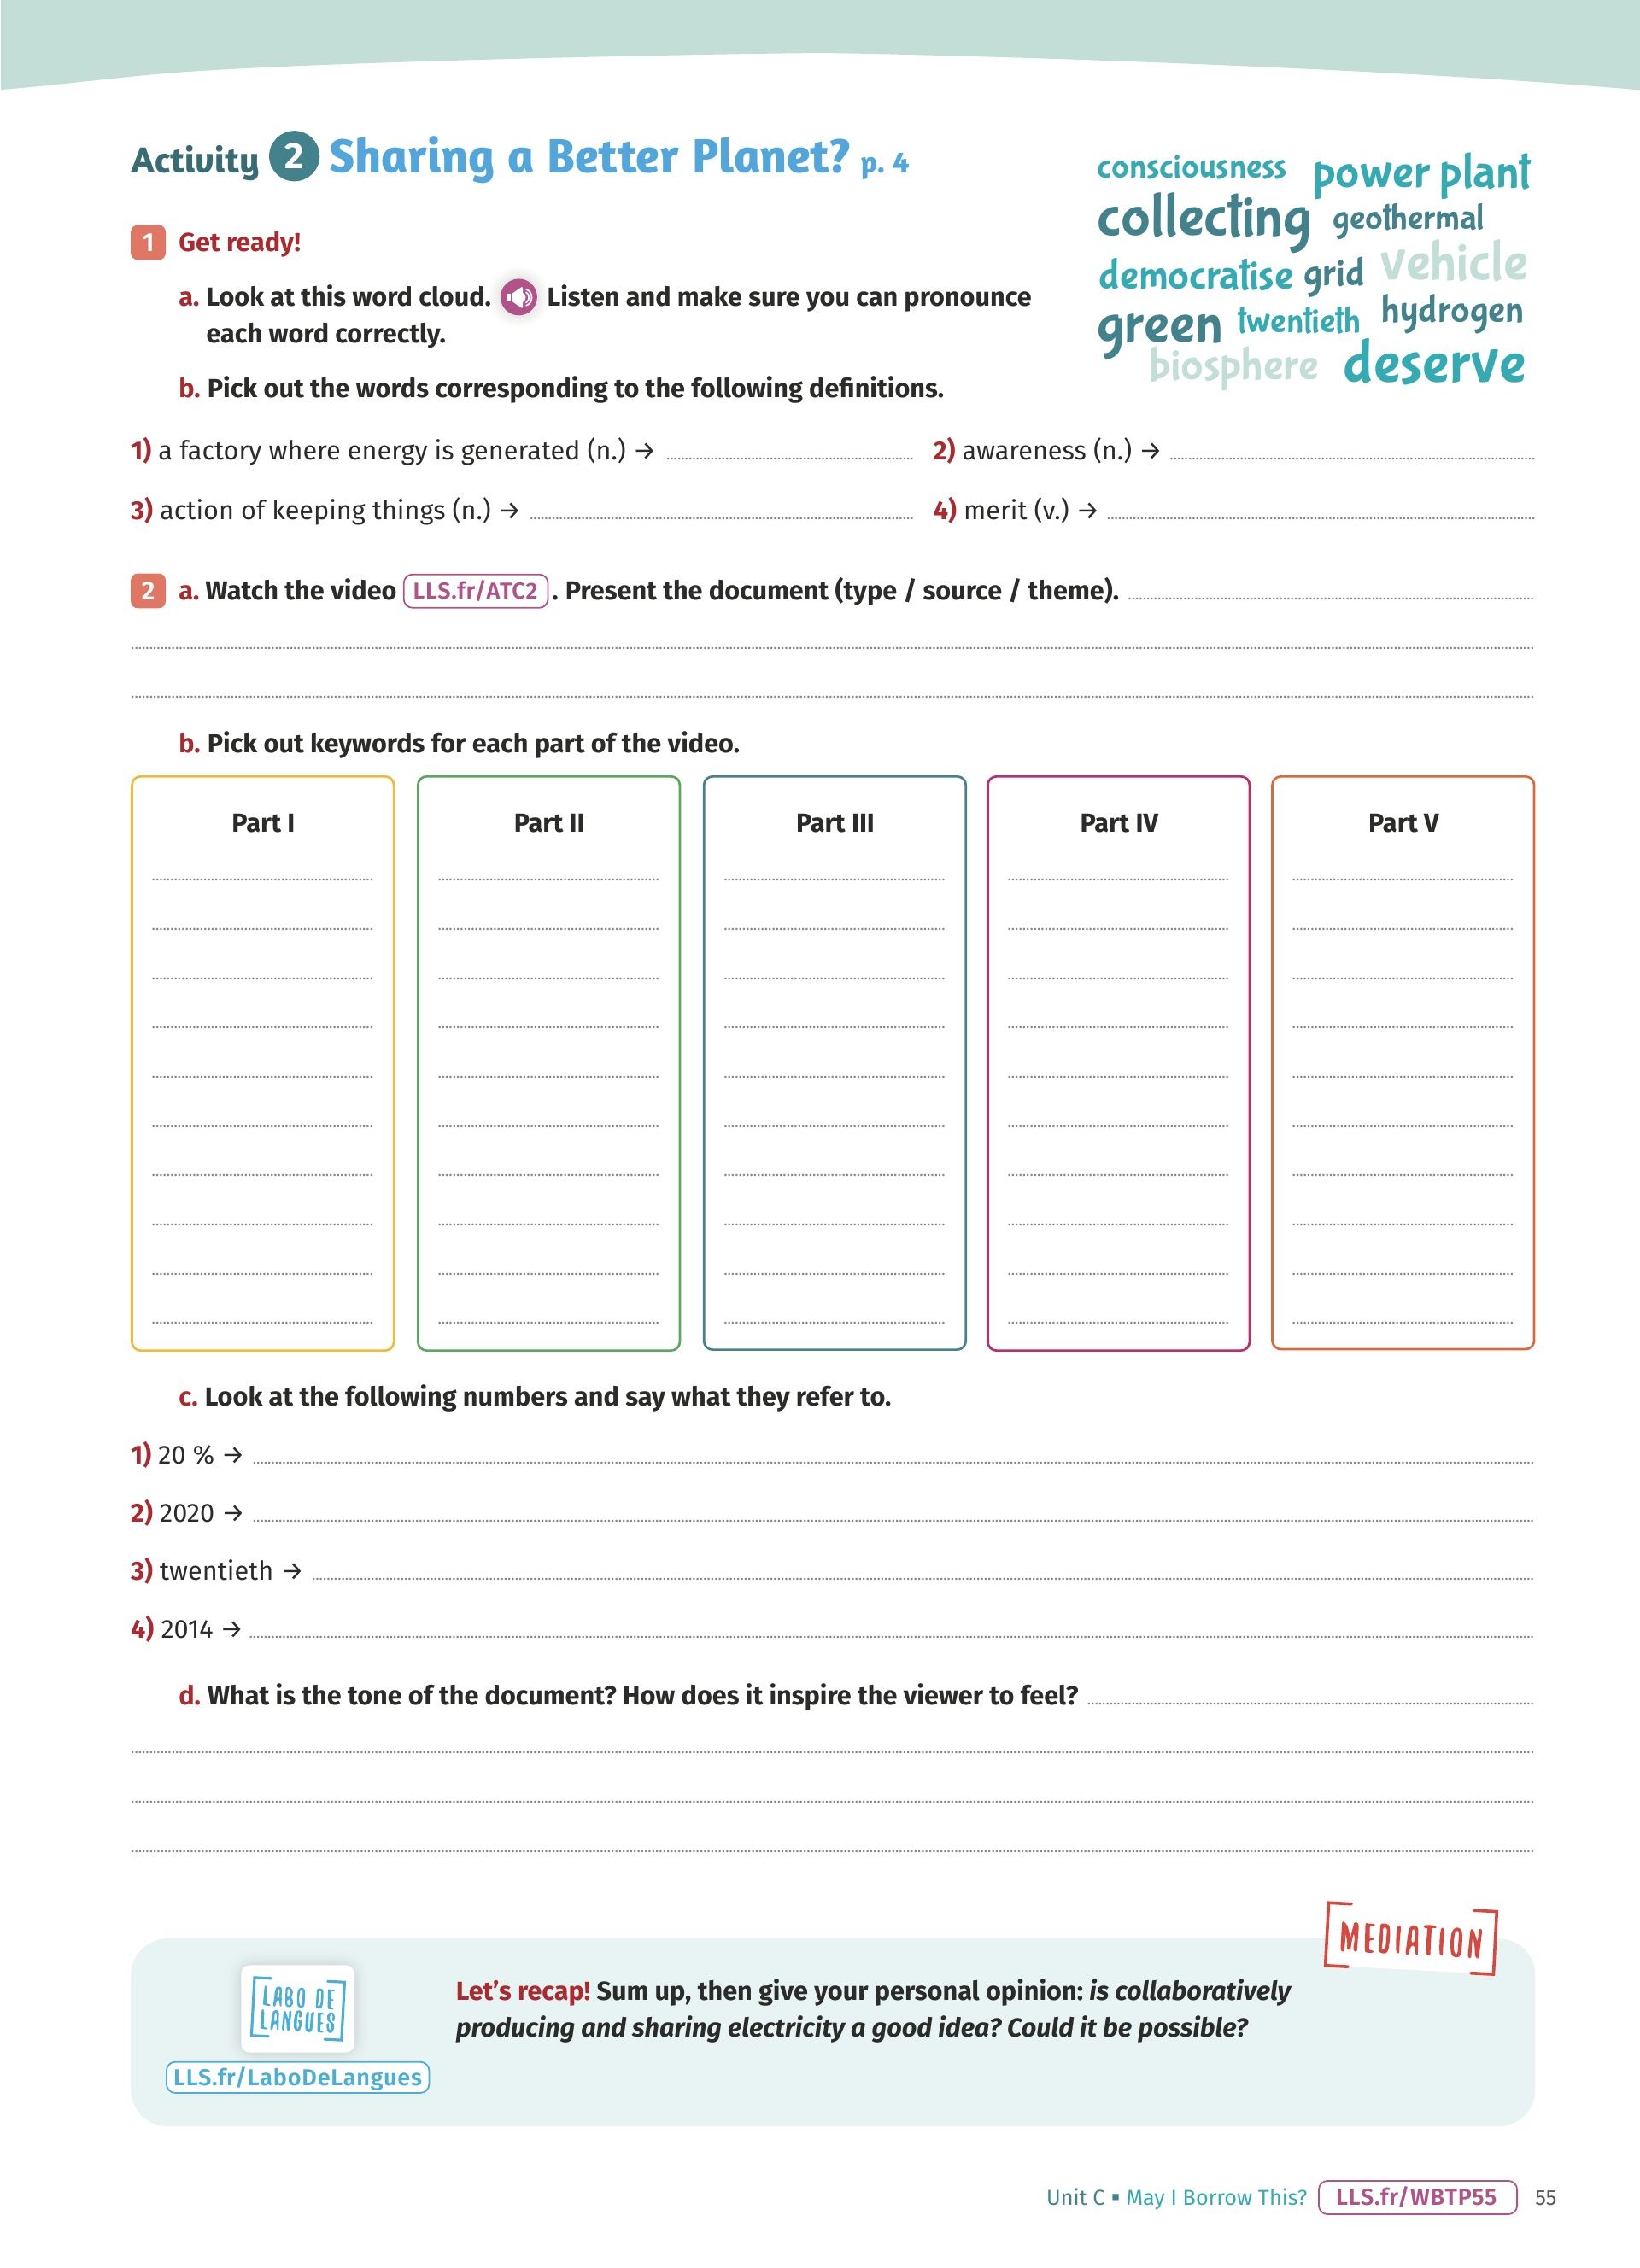 Activity 2 Sharing a Better Planet? p. 4
consciousness power plant
collecting geothermal
democratise grid vehicle
green twentieth hydrogen
biosphere deserve
1 Get ready!
a. Look at this word cloud. Listen and make sure you can pronounce
each word correctly.
b. Pick out the words corresponding to the following definitions.
1) a factory where energy is generated (n.) →
2) awareness (n.) →
3) action of keeping things (n.) →
4) merit (v.) →
2 a. Watch the video LLS.fr/ATC2 . Present the document (type / source / theme).
b. Pick out keywords for each part of the video.
Part I
Part II
Part III
Part IV
Part V
c. Look at the following numbers and say what they refer to.
1) 20 % →
2) 2020 →
3) twentieth →
4) 2014 →
d. What is the tone of the document? How does it inspire the viewer to feel?
MEDIATION
LABO DE
LANGUES
LLS.fr/LaboDeLangues
Let's recap! Sum up, then give your personal opinion: is collaboratively
producing and sharing electricity a good idea? Could it be possible?
Unit C ▪ May I Borrow This? LLS.fr/WBTP55 55